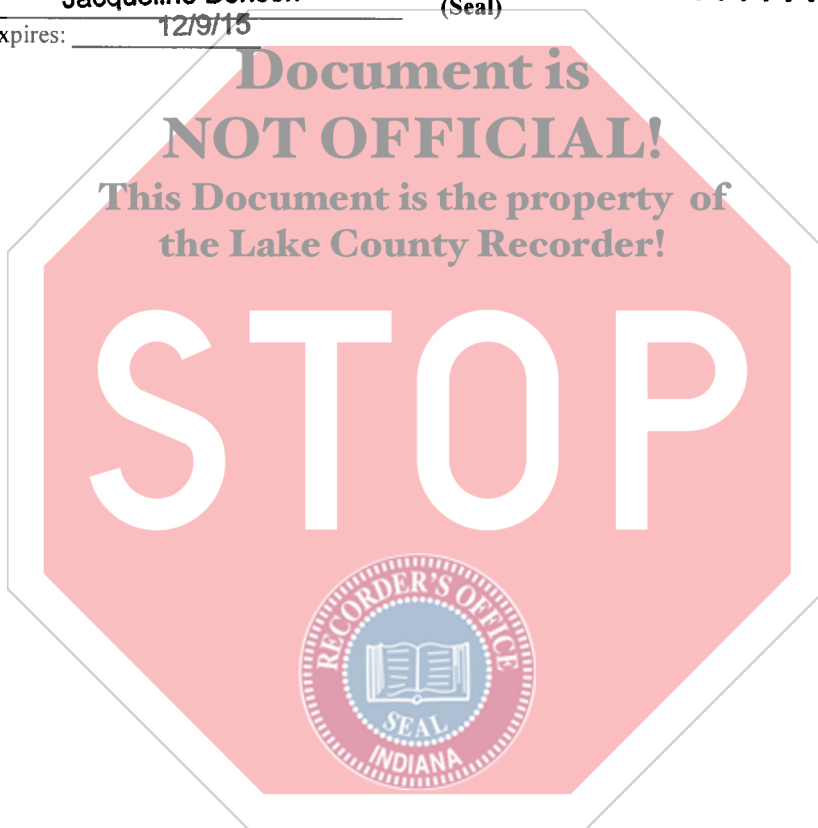 Jacqueline
(Seal)
xpires: 12/9/15
Document is
NOT OFFICIAL!
This Document is the property of
the Lake County Recorder!
STOP
RECORDER'S OFFICE
SEAL
INDIANA